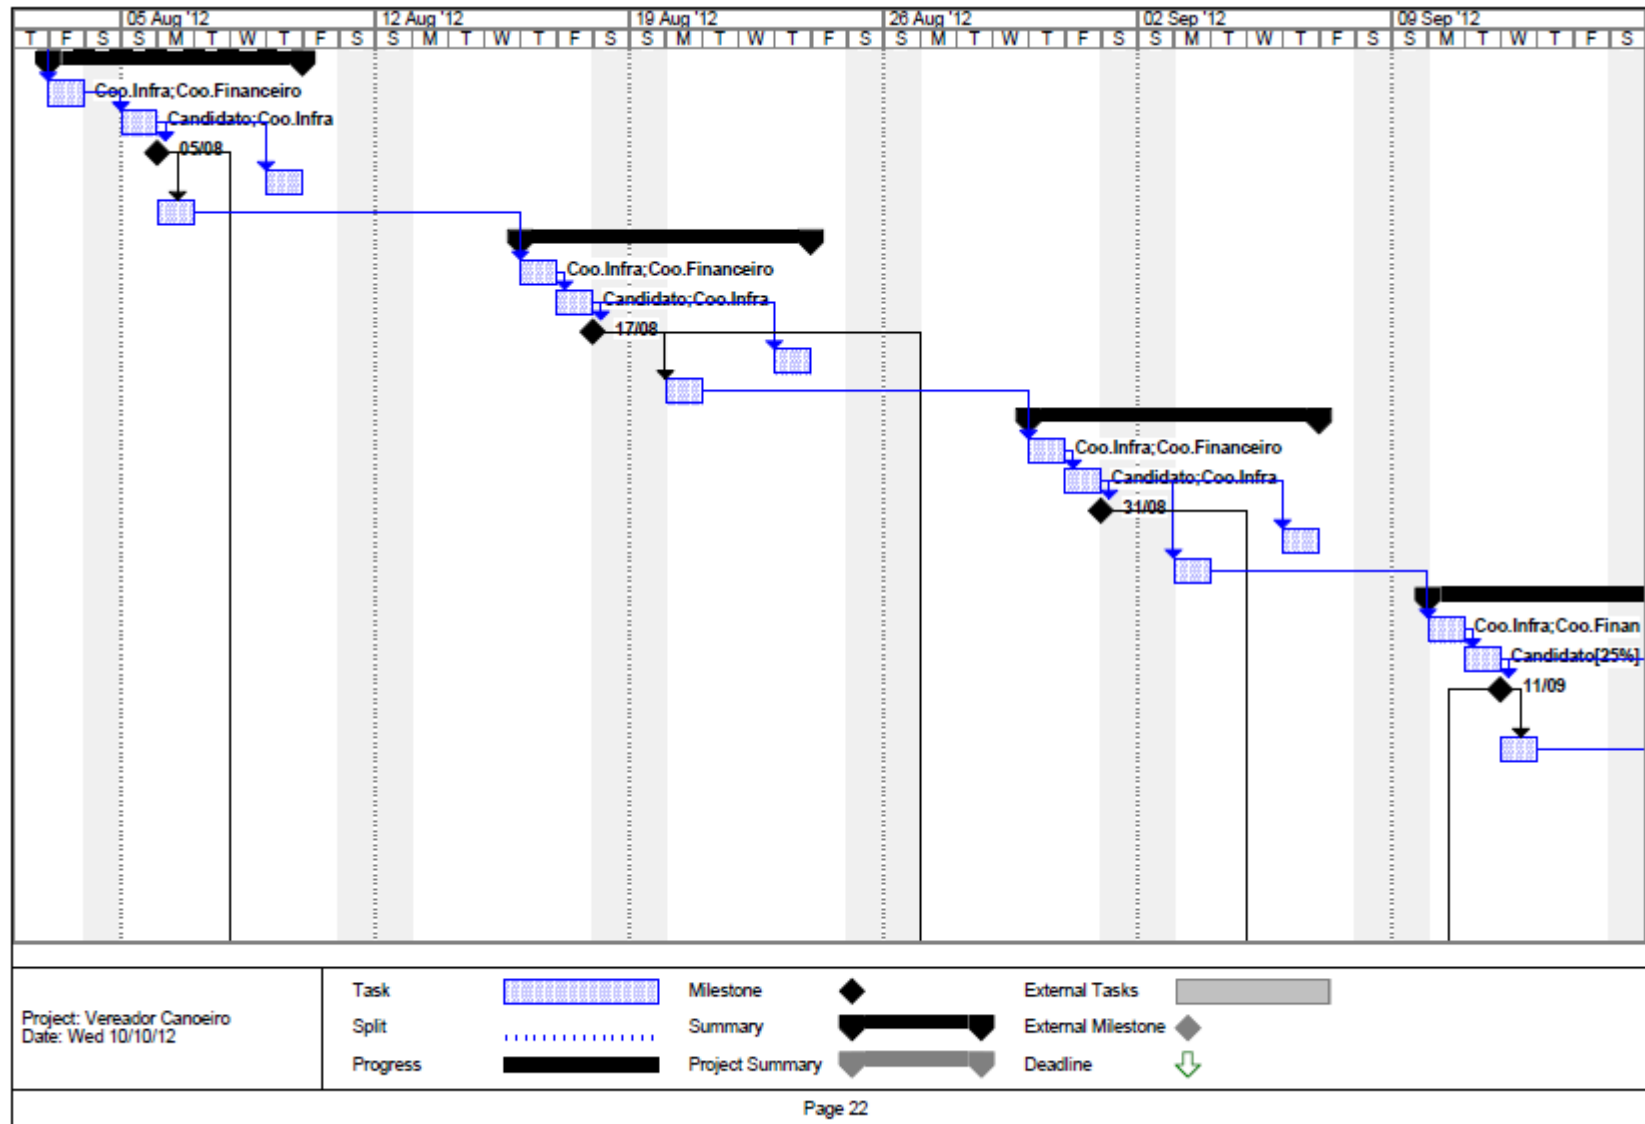 05 Aug '12 12 Aug '12 19 Aug '12 26 Aug '12 02 Sep '12 09 Sep '12
T F S S M T W T F S S M T W T F S S M T W T F S S M T W T F S S M T W T F S S M T W T F S
Coo.Infra;Coo.Financeiro
Candidato;Coo.Infra
05/08
Coo.Infra;Coo.Financeiro
Candidato;Coo.Infra
17/08
Coo.Infra;Coo.Financeiro
Candidato;Coo.Infra
31/08
Coo.Infra;Coo.Finan
Candidato[25%]
11/09
Project: Vereador Canoeiro
Date: Wed 10/10/12
Task Milestone External Tasks
Split Summary External Milestone
Progress Project Summary Deadline
Page 22